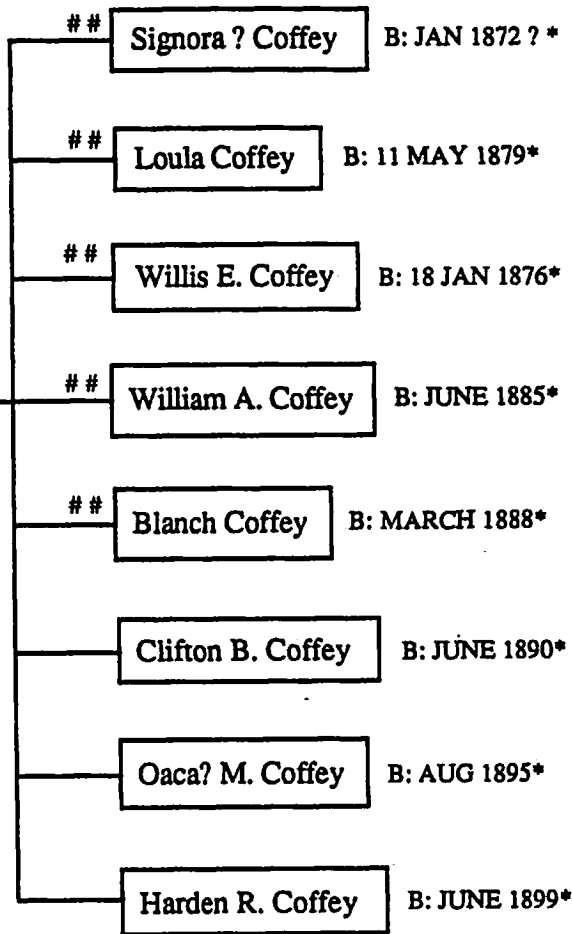 ## Signora ? Coffey B: JAN 1872 ? *
## Loula Coffey B: 11 MAY 1879*
## Willis E. Coffey B: 18 JAN 1876*
## William A. Coffey B: JUNE 1885*
## Blanch Coffey B: MARCH 1888*
Clifton B. Coffey B: JUNE 1890*
Oaca? M. Coffey B: AUG 1895*
Harden R. Coffey B: JUNE 1899*